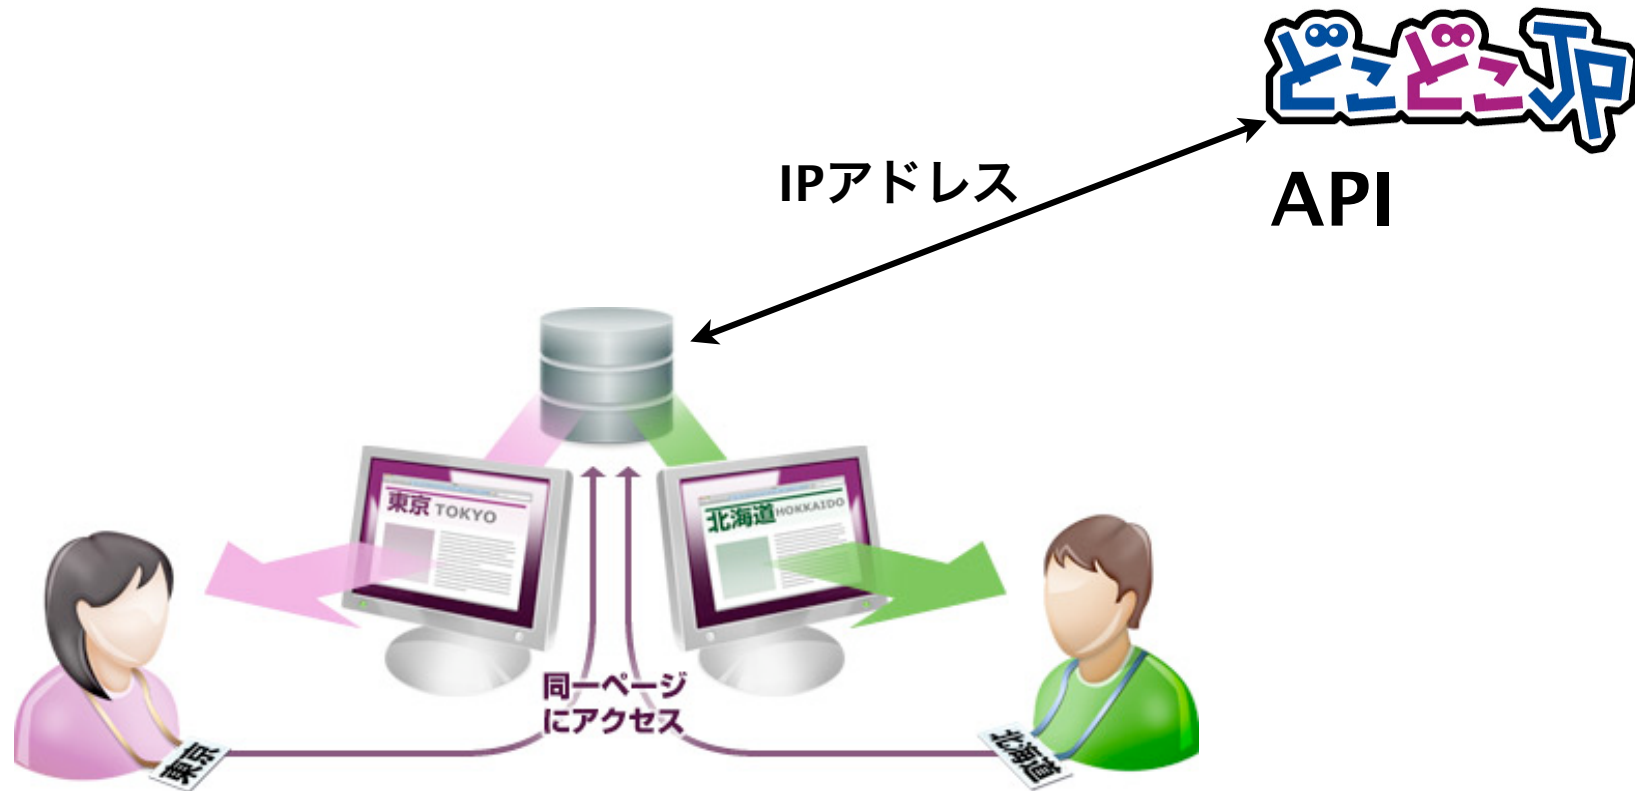 どこどこJP
IPアドレス
API
東京 TOKYO
北海道 HOKKAIDO
同一ページ
にアクセス
東京
北海道